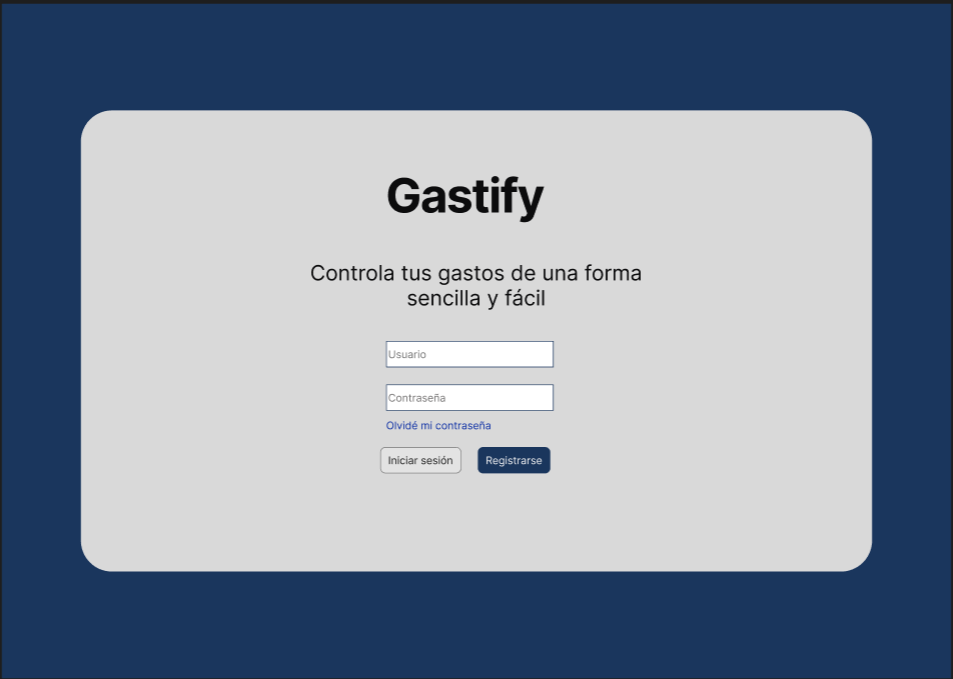 Gastify
Controla tus gastos de una forma
sencilla y fácil
Usuario
Contraseña
Olvidé mi contraseña
Iniciar sesión
Registrarse